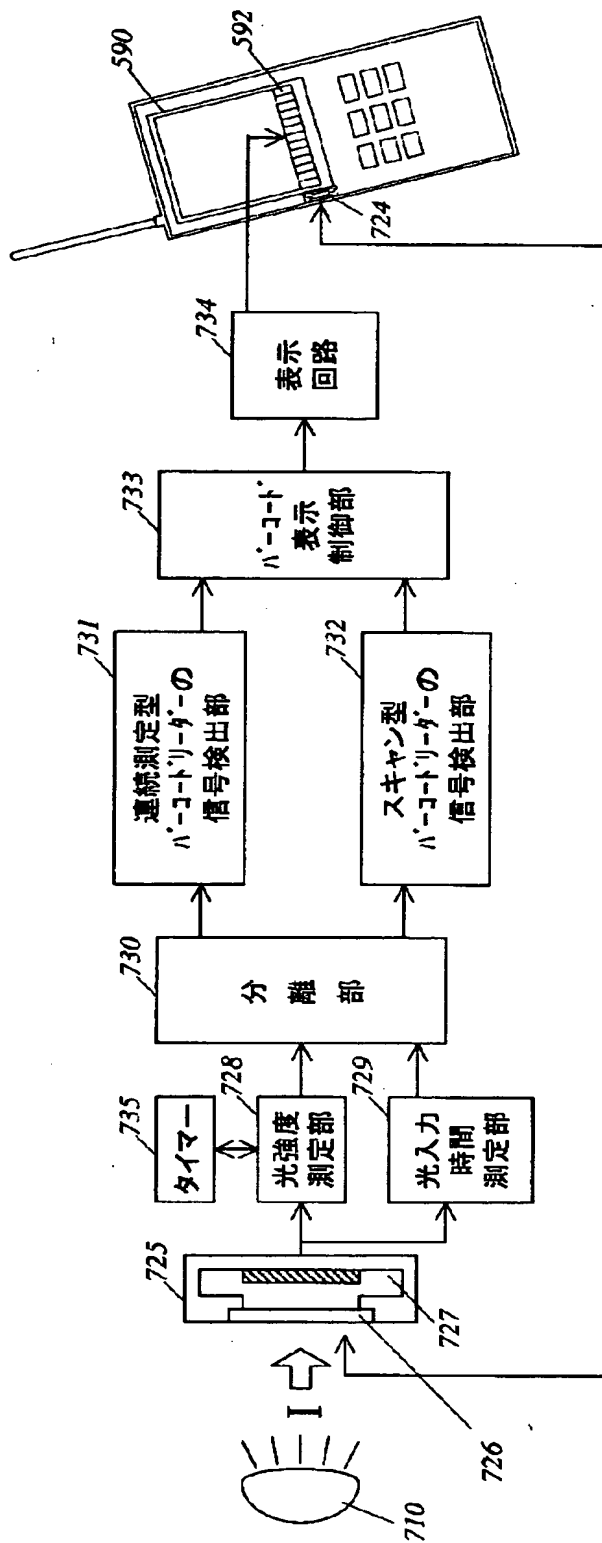 710
I
725
726
727
735
タイマー
728
光強度
測定部
729
光入力
時間
測定部
730
分離部
731
連続測定型
バーコードリーダーの
信号検出部
732
スキャン型
バーコードリーダーの
信号検出部
733
バーコード
表示
制御部
734
表示
回路
590
592
724